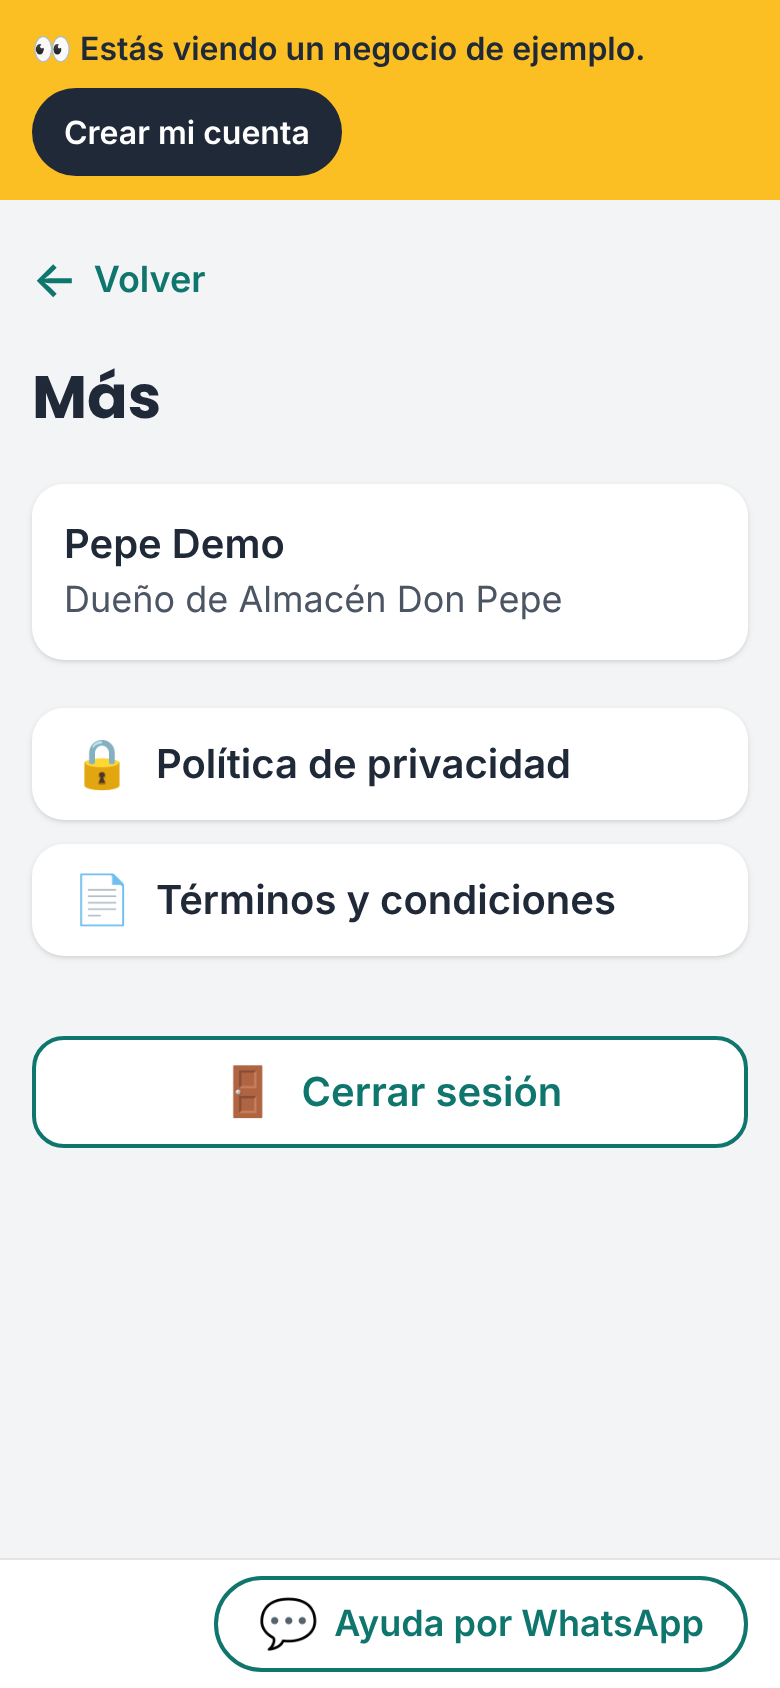 👀 Estás viendo un negocio de ejemplo.
Crear mi cuenta
← Volver
Más
Pepe Demo
Dueño de Almacén Don Pepe
🔒 Política de privacidad
📄 Términos y condiciones
🚪 Cerrar sesión
💬 Ayuda por WhatsApp